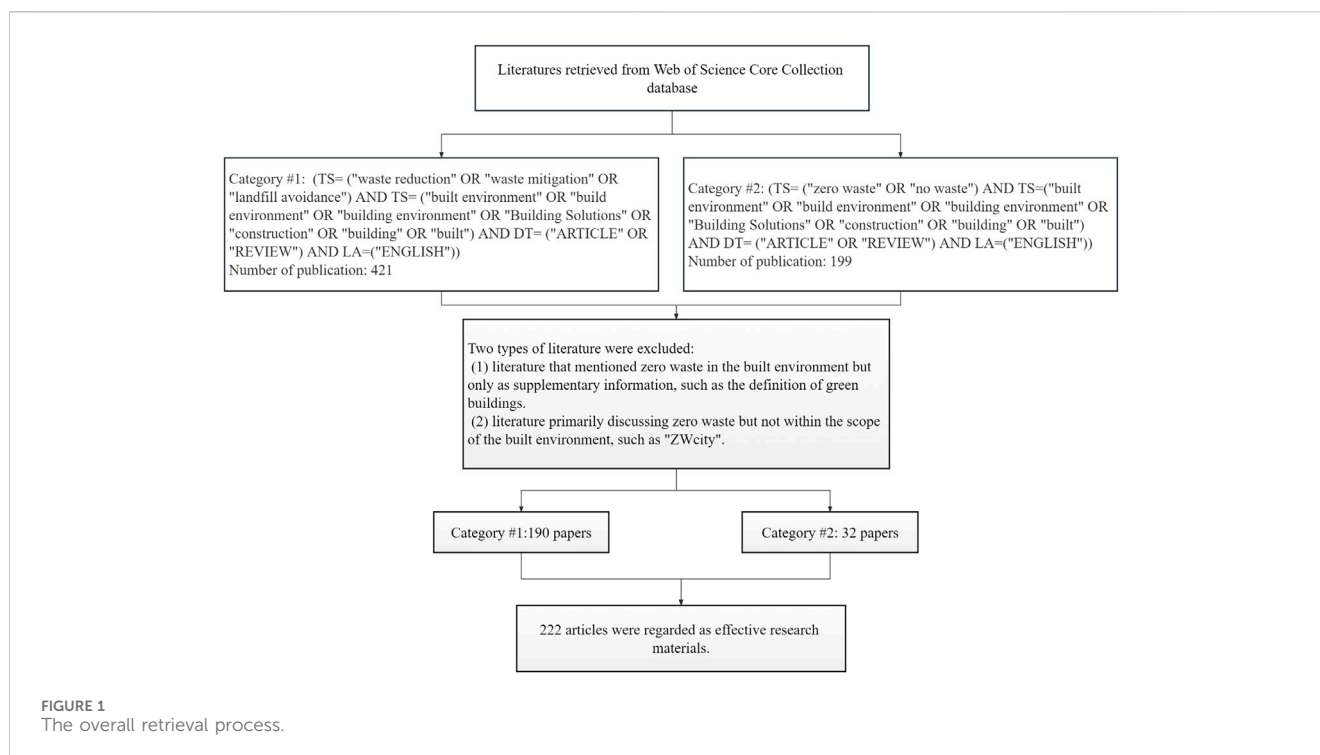 Literatures retrieved from Web of Science Core Collection
database
Category #1:  (TS= ("waste reduction" OR "waste mitigation" OR
"landfill avoidance") AND TS= ("built environment" OR "build
environment" OR "building environment" OR "Building Solutions" OR
"construction" OR "building" OR "built") AND DT= ("ARTICLE" OR
"REVIEW") AND LA=("ENGLISH"))
Number of publication: 421
Category #2: (TS= ("zero waste" OR "no waste") AND TS=("built
environment" OR "build environment" OR "building environment" OR
"Building Solutions" OR "construction" OR "building" OR "built")
AND DT= ("ARTICLE" OR "REVIEW") AND LA=("ENGLISH"))
Number of publication: 199
Two types of literature were excluded:
(1) literature that mentioned zero waste in the built environment but
only as supplementary information, such as the definition of green
buildings.
(2) literature primarily discussing zero waste but not within the scope
of the built environment, such as "ZWcity".
Category #1:190 papers
Category #2: 32 papers
222 articles were regarded as effective research
materials.
FIGURE 1
The overall retrieval process.